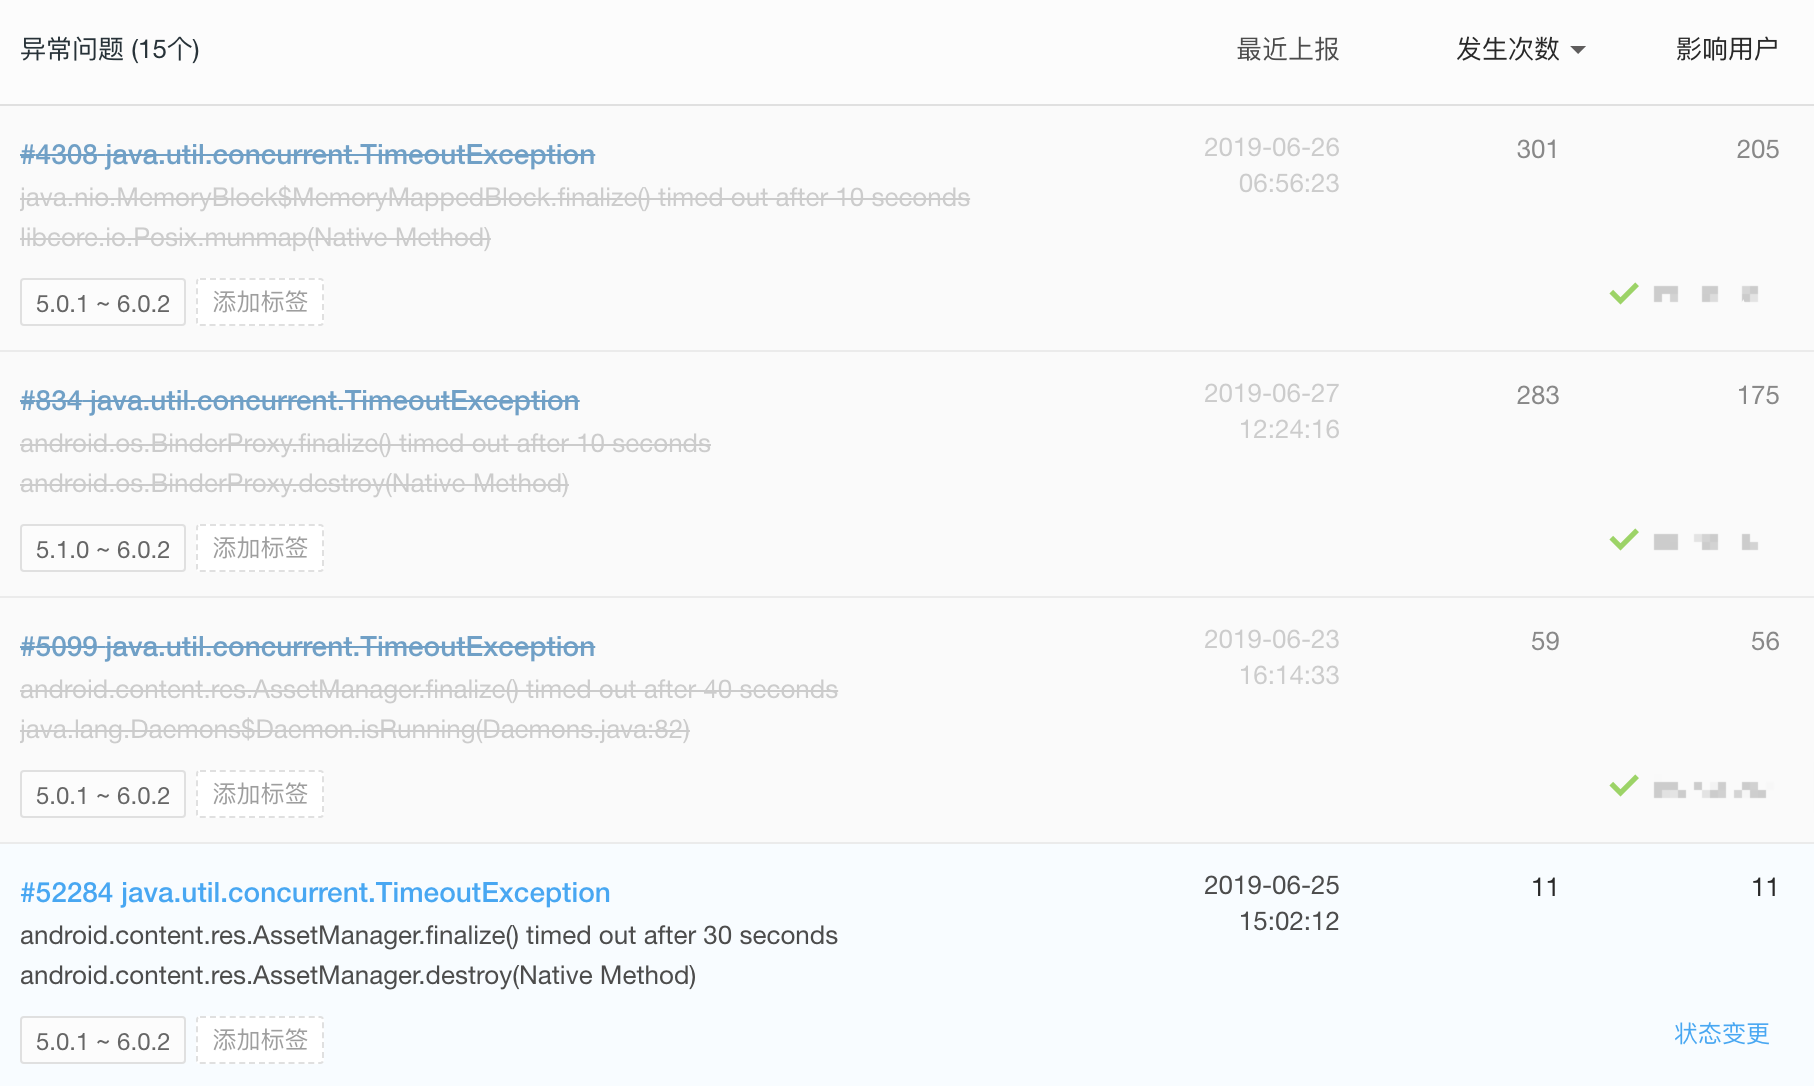 异常问题 (15个) 最近上报 发生次数 影响用户
#4308 java.util.concurrent.TimeoutException 2019-06-26 301 205
java.nio.MemoryBlock$MemoryMappedBlock.finalize() timed out after 10 seconds 06:56:23
libcore.io.Posix.munmap(Native Method)
5.0.1 ~ 6.0.2 添加标签
#834 java.util.concurrent.TimeoutException 2019-06-27 283 175
android.os.BinderProxy.finalize() timed out after 10 seconds 12:24:16
android.os.BinderProxy.destroy(Native Method)
5.1.0 ~ 6.0.2 添加标签
#5099 java.util.concurrent.TimeoutException 2019-06-23 59 56
android.content.res.AssetManager.finalize() timed out after 40 seconds 16:14:33
java.lang.Daemons$Daemon.isRunning(Daemons.java:82)
5.0.1 ~ 6.0.2 添加标签
#52284 java.util.concurrent.TimeoutException 2019-06-25 11 11
android.content.res.AssetManager.finalize() timed out after 30 seconds 15:02:12
android.content.res.AssetManager.destroy(Native Method)
5.0.1 ~ 6.0.2 添加标签 状态变更